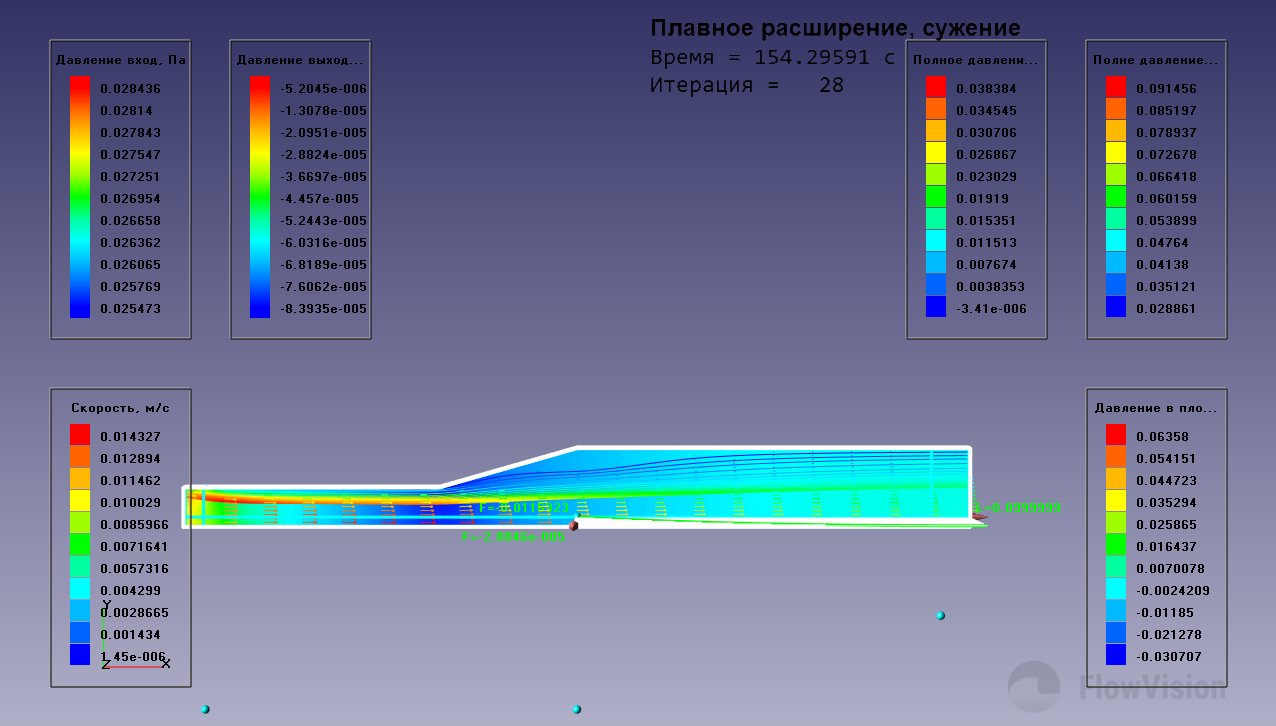 Плавное расширение, сужение
Время = 154.29591 с
Итерация = 28
Давление вход, Па
0.028436
0.02814
0.027843
0.027547
0.027251
0.026954
0.026658
0.026362
0.026065
0.025769
0.025473
Давление выход...
-5.2045e-006
-1.3078e-005
-2.0951e-005
-2.8824e-005
-3.6697e-005
-4.457e-005
-5.2443e-005
-6.0316e-005
-6.8189e-005
-7.6062e-005
-8.3935e-005
Полное давлени...
0.038384
0.034545
0.030706
0.026867
0.023029
0.01919
0.015351
0.011513
0.007674
0.0038353
-3.41e-006
Полне давление...
0.091456
0.085197
0.078937
0.072678
0.066418
0.060159
0.053899
0.04764
0.04138
0.035121
0.028861
Скорость, м/с
0.014327
0.012894
0.011462
0.010029
0.0085966
0.0071641
0.0057316
0.004299
0.0028665
0.001434
1.45e-006
Y
Z
X
Давление в пло...
0.06358
0.054151
0.044723
0.035294
0.025865
0.016437
0.0070078
-0.0024209
-0.01185
-0.021278
-0.030707
FlowVision